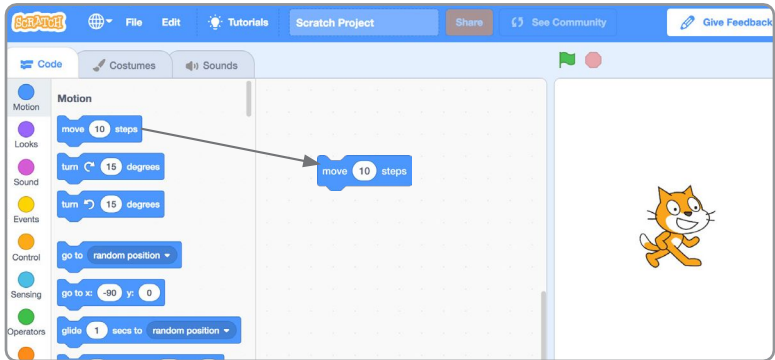 SCRATCH File Edit Tutorials Scratch Project Share See Community Give Feedback
Code Costumes Sounds
Motion
Looks
Sound
Events
Control
Sensing
Operators
Motion
move 10 steps
turn 15 degrees
turn 15 degrees
go to random position
go to x: -90 y: 0
glide 1 secs to random position
move 10 steps